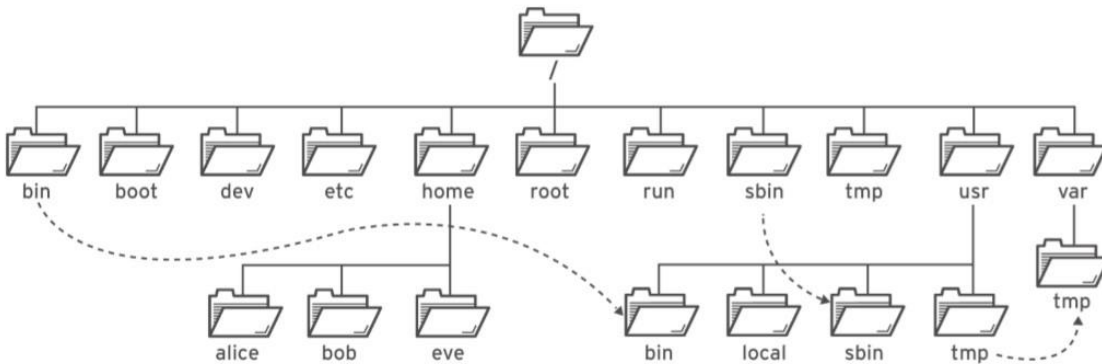 /
bin boot dev etc home root run sbin tmp usr var
tmp
alice bob eve bin local sbin tmp